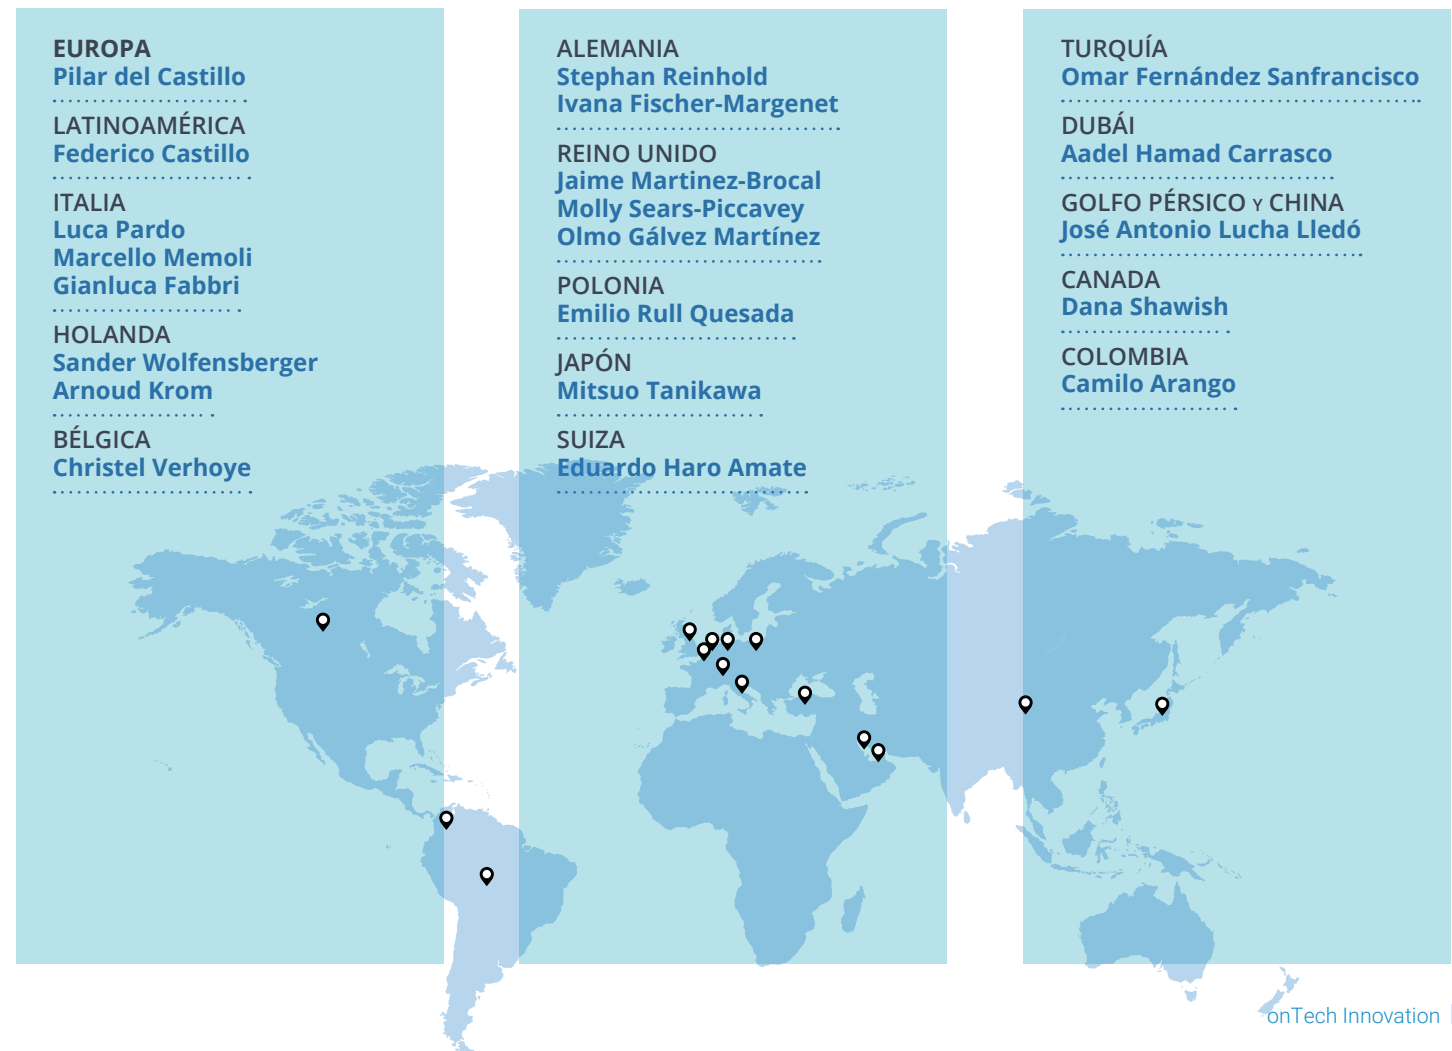 EUROPA
Pilar del Castillo
LATINOAMÉRICA
Federico Castillo
ITALIA
Luca Pardo
Marcello Memoli
Gianluca Fabbri
HOLANDA
Sander Wolfensberger
Arnoud Krom
BÉLGICA
Christel Verhoye
ALEMANIA
Stephan Reinhold
Ivana Fischer-Margenet
REINO UNIDO
Jaime Martinez-Brocal
Molly Sears-Piccavey
Olmo Gálvez Martínez
POLONIA
Emilio Rull Quesada
JAPÓN
Mitsuo Tanikawa
SUIZA
Eduardo Haro Amate
TURQUÍA
Omar Fernández Sanfrancisco
DUBÁI
Aadel Hamad Carrasco
GOLFO PÉRSICO Y CHINA
José Antonio Lucha Lledó
CANADA
Dana Shawish
COLOMBIA
Camilo Arango
onTech Innovation